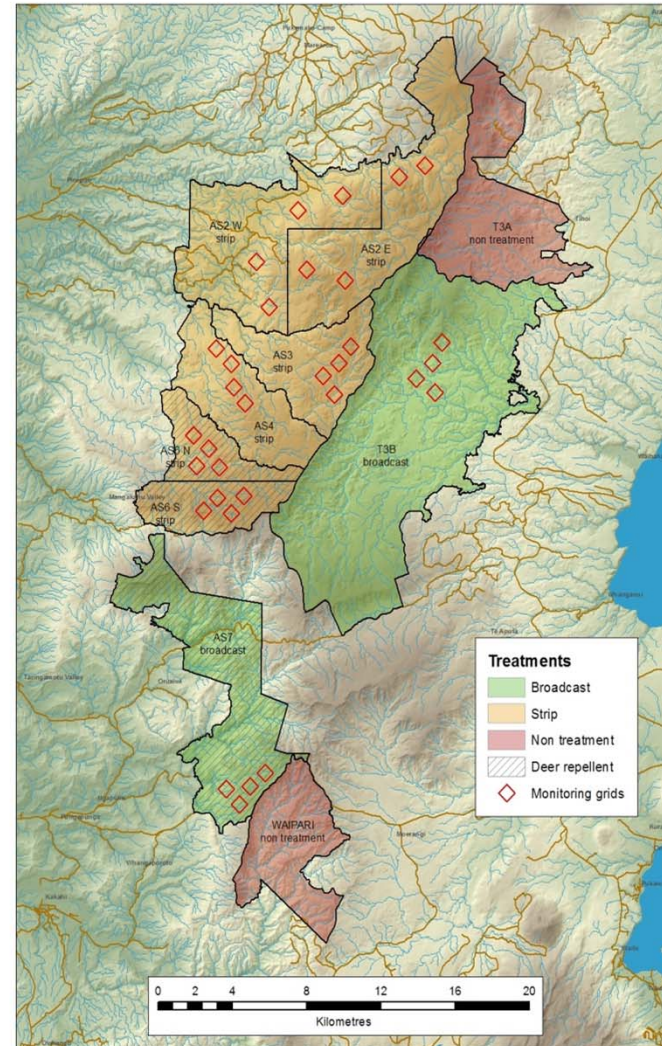 AS2 W
strip
AS2 E
strip
T3A
non treatment
AS3
strip
AS4
strip
strip
AS6 S
strip
T3B
broadcast
AS7
broadcast
WAIPARI
non treatment
Tihoi
Moerangi
Treatments
Broadcast
Strip
Non treatment
Deer repellent
Monitoring grids
0 2 4 8 12 16 20
Kilometres